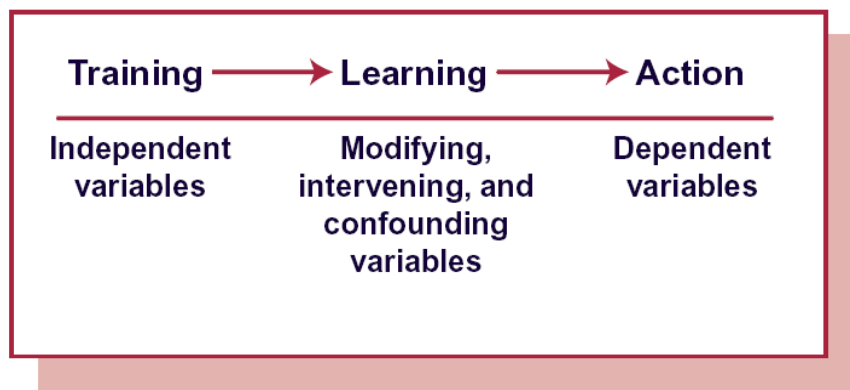 Training Learning Action
Independent
variables
Modifying,
intervening, and
confounding
variables
Dependent
variables